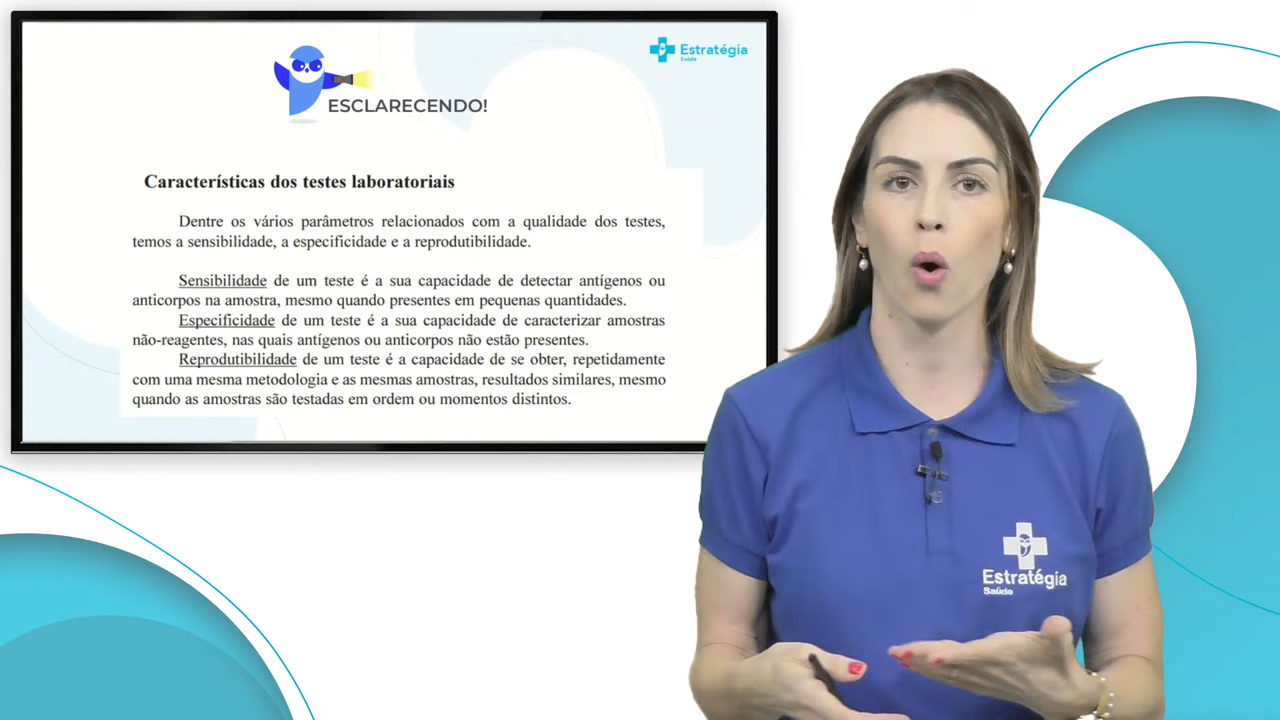 Estratégia
Saúde
ESCLARECENDO!
Características dos testes laboratoriais
Dentre os vários parâmetros relacionados com a qualidade dos testes,
temos a sensibilidade, a especificidade e a reprodutibilidade.
Sensibilidade de um teste é a sua capacidade de detectar antígenos ou
anticorpos na amostra, mesmo quando presentes em pequenas quantidades.
Especificidade de um teste é a sua capacidade de caracterizar amostras
não-reagentes, nas quais antígenos ou anticorpos não estão presentes.
Reprodutibilidade de um teste é a capacidade de se obter, repetidamente
com uma mesma metodologia e as mesmas amostras, resultados similares, mesmo
quando as amostras são testadas em ordem ou momentos distintos.
Estratégia
Saúde